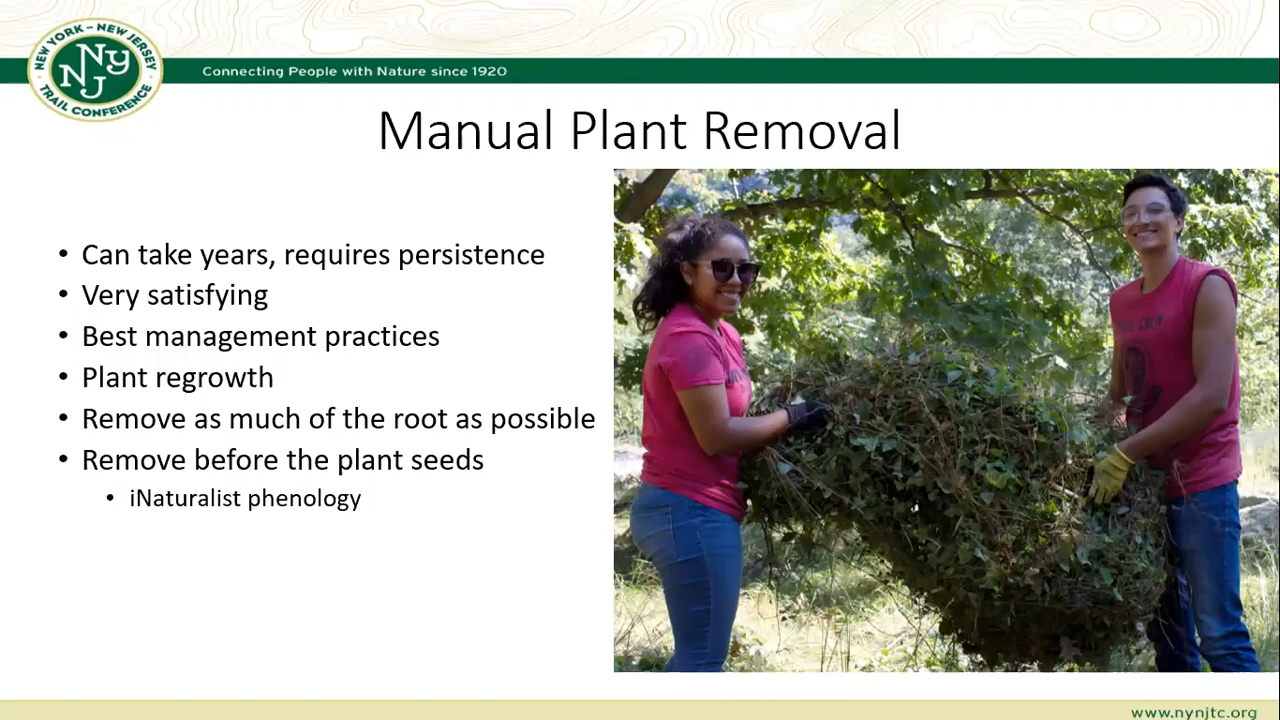 NEW YORK – NEW JERSEY
NY
NJ
TRAIL CONFERENCE
Connecting People with Nature since 1920
Manual Plant Removal
• Can take years, requires persistence
• Very satisfying
• Best management practices
• Plant regrowth
• Remove as much of the root as possible
• Remove before the plant seeds
• iNaturalist phenology
www.nynjtc.org